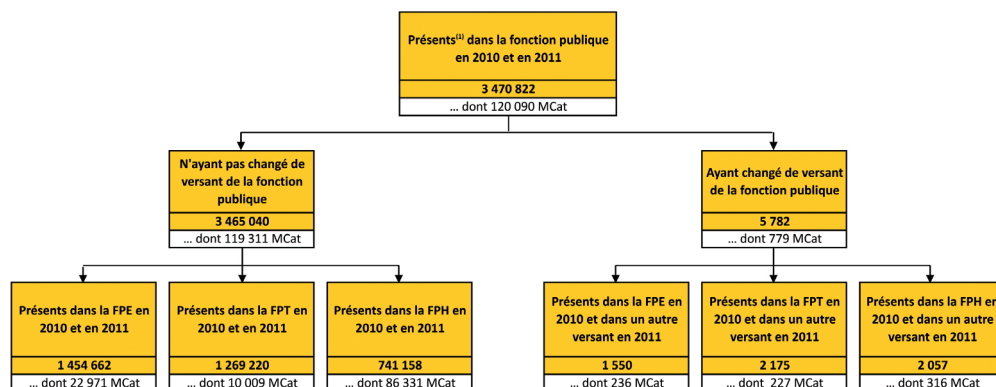 Présents⁽¹⁾ dans la fonction publique
en 2010 et en 2011
3 470 822
... dont 120 090 MCat
N'ayant pas changé de
versant de la fonction
publique
3 465 040
... dont 119 311 MCat
Ayant changé de versant
de la fonction publique
5 782
... dont 779 MCat
Présents dans la FPE en
2010 et en 2011
1 454 662
... dont 22 971 MCat
Présents dans la FPT en
2010 et en 2011
1 269 220
... dont 10 009 MCat
Présents dans la FPH en
2010 et en 2011
741 158
... dont 86 331 MCat
Présents dans la FPE en
2010 et dans un autre
versant en 2011
1 550
... dont 236 MCat
Présents dans la FPT en
2010 et dans un autre
versant en 2011
2 175
... dont 227 MCat
Présents dans la FPH en
2010 et dans un autre
versant en 2011
2 057
... dont 316 MCat